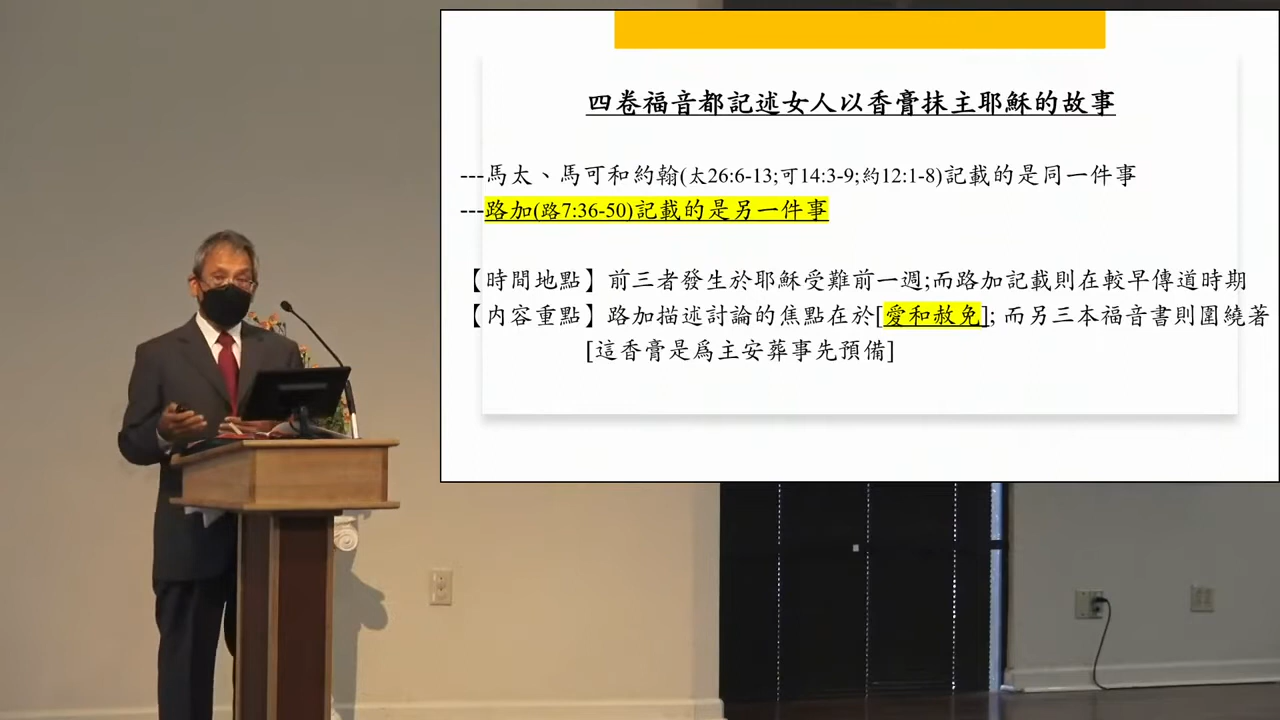 四卷福音都記述女人以香膏抹主耶穌的故事
---馬太、馬可和約翰(太26:6-13;可14:3-9;約12:1-8)記載的是同一件事
---路加(路7:36-50)記載的是另一件事
【時間地點】前三者發生於耶穌受難前一週;而路加記載則在較早傳道時期
【內容重點】路加描述討論的焦點在於[愛和赦免]; 而另三本福音書則圍繞著
[這香膏是爲主安葬事先預備]